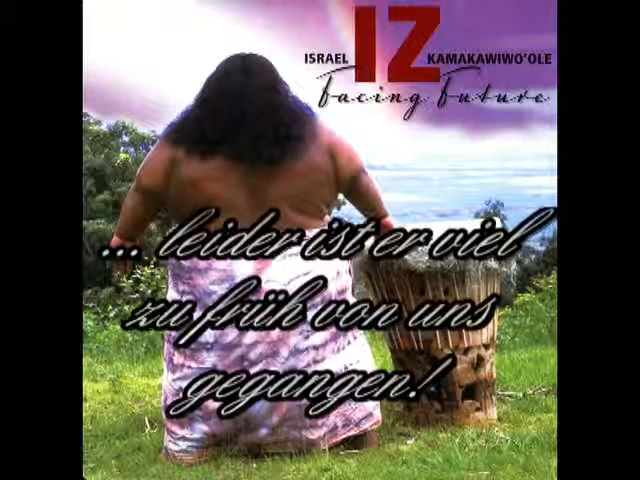 ISRAEL IZ KAMAKAWIWO'OLE
Facing Future
... leider ist er viel
zu früh von uns
gegangen!